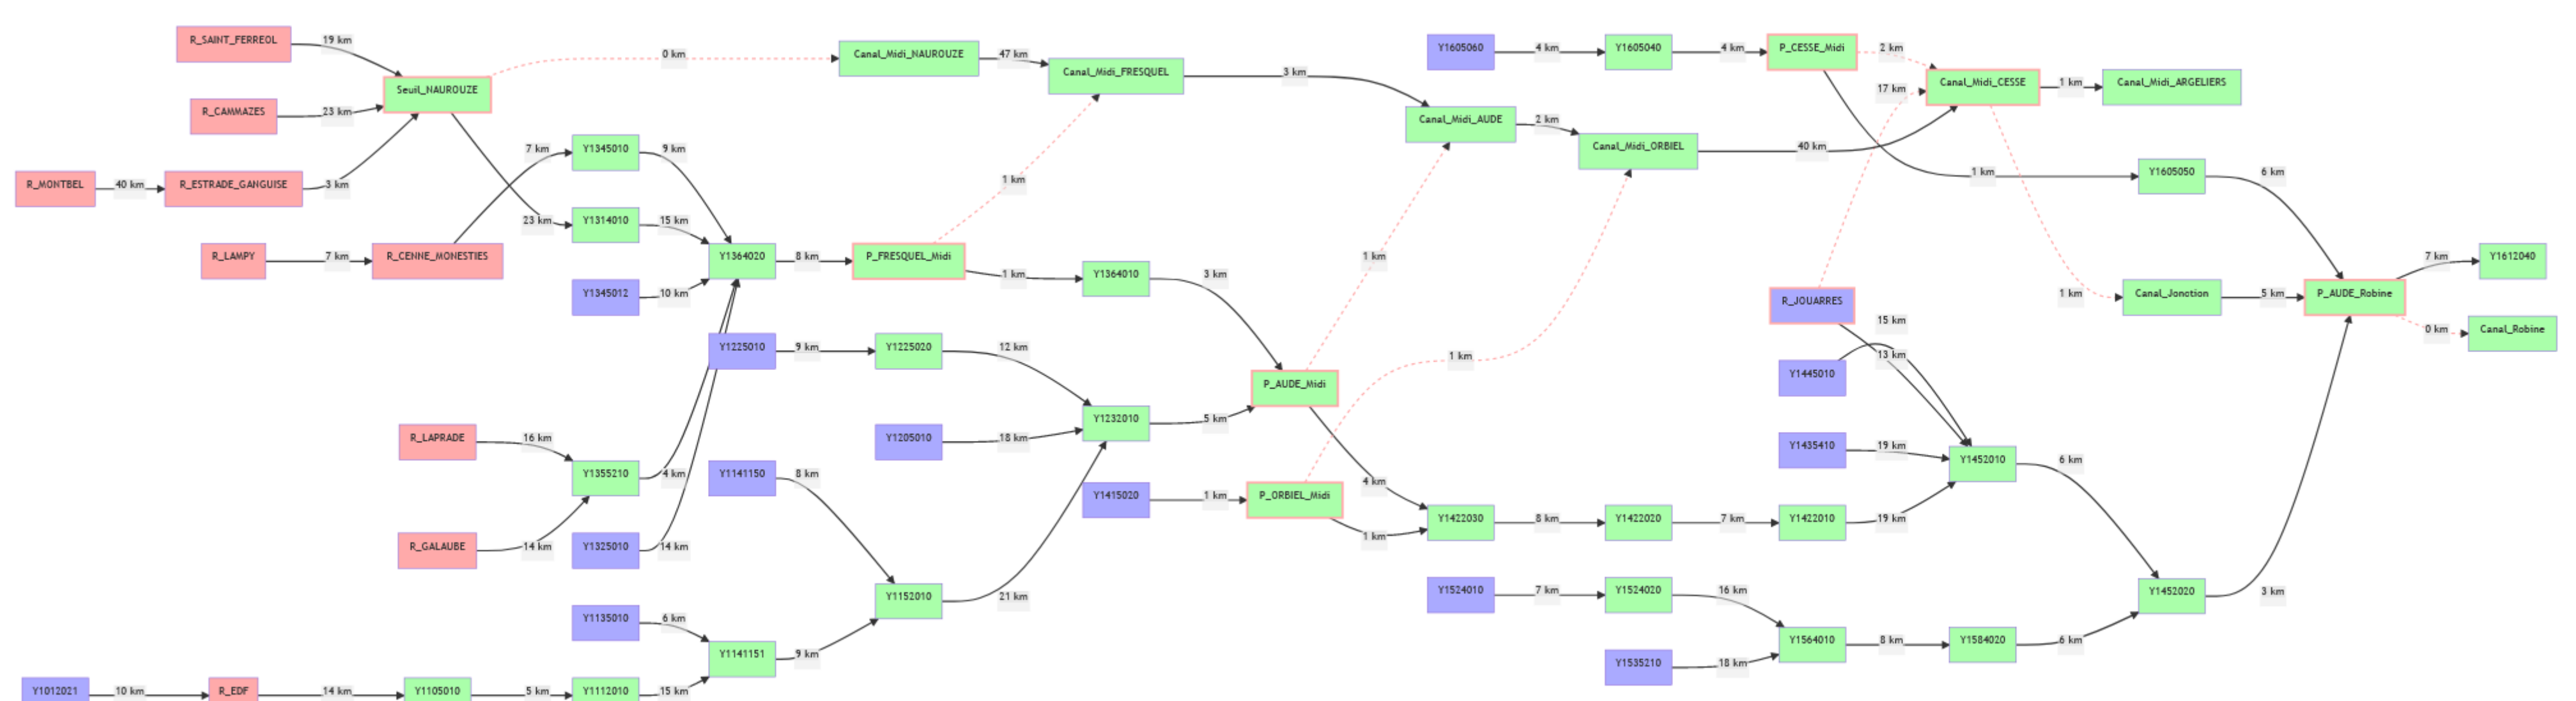 R_SAINT_FERREOL
19 km
0 km
Canal_Midi_NAUROUZE
47 km
Canal_Midi_FRESQUEL
3 km
Y1605060
4 km
Y1605040
4 km
P_CESSE_Midi
2 km
Seuil_NAUROUZE
17 km
Canal_Midi_CESSE
1 km
Canal_Midi_ARGELIERS
R_CAMMAZES
23 km
Canal_Midi_AUDE
2 km
Canal_Midi_ORBIEL
40 km
7 km
Y1345010
9 km
R_MONTBEL
40 km
R_ESTRADE_GANGUISE
3 km
1 km
1 km
Y1605050
6 km
23 km
Y1314010
15 km
R_LAMPY
7 km
R_CENNE_MONESTIES
Y1364020
8 km
P_FRESQUEL_Midi
1 km
Y1364010
3 km
1 km
7 km
Y1612040
Y1345012
10 km
R_JOUARRES
1 km
Canal_Jonction
5 km
P_AUDE_Robine
15 km
0 km
Canal_Robine
Y1225010
9 km
Y1225020
12 km
1 km
13 km
Y1445010
P_AUDE_Midi
Y1232010
5 km
R_LAPRADE
16 km
Y1205010
18 km
Y1435410
19 km
Y1452010
6 km
Y1355210
4 km
Y1141150
8 km
4 km
Y1415020
1 km
P_ORBIEL_Midi
1 km
Y1422030
8 km
Y1422020
7 km
Y1422010
19 km
R_GALAUBE
14 km
Y1325010
14 km
Y1152010
21 km
Y1524010
7 km
Y1524020
16 km
Y1452020
3 km
Y1135010
6 km
Y1141151
9 km
Y1564010
8 km
Y1584020
6 km
Y1535210
18 km
Y1012021
10 km
R_EDF
14 km
Y1105010
5 km
Y1112010
15 km